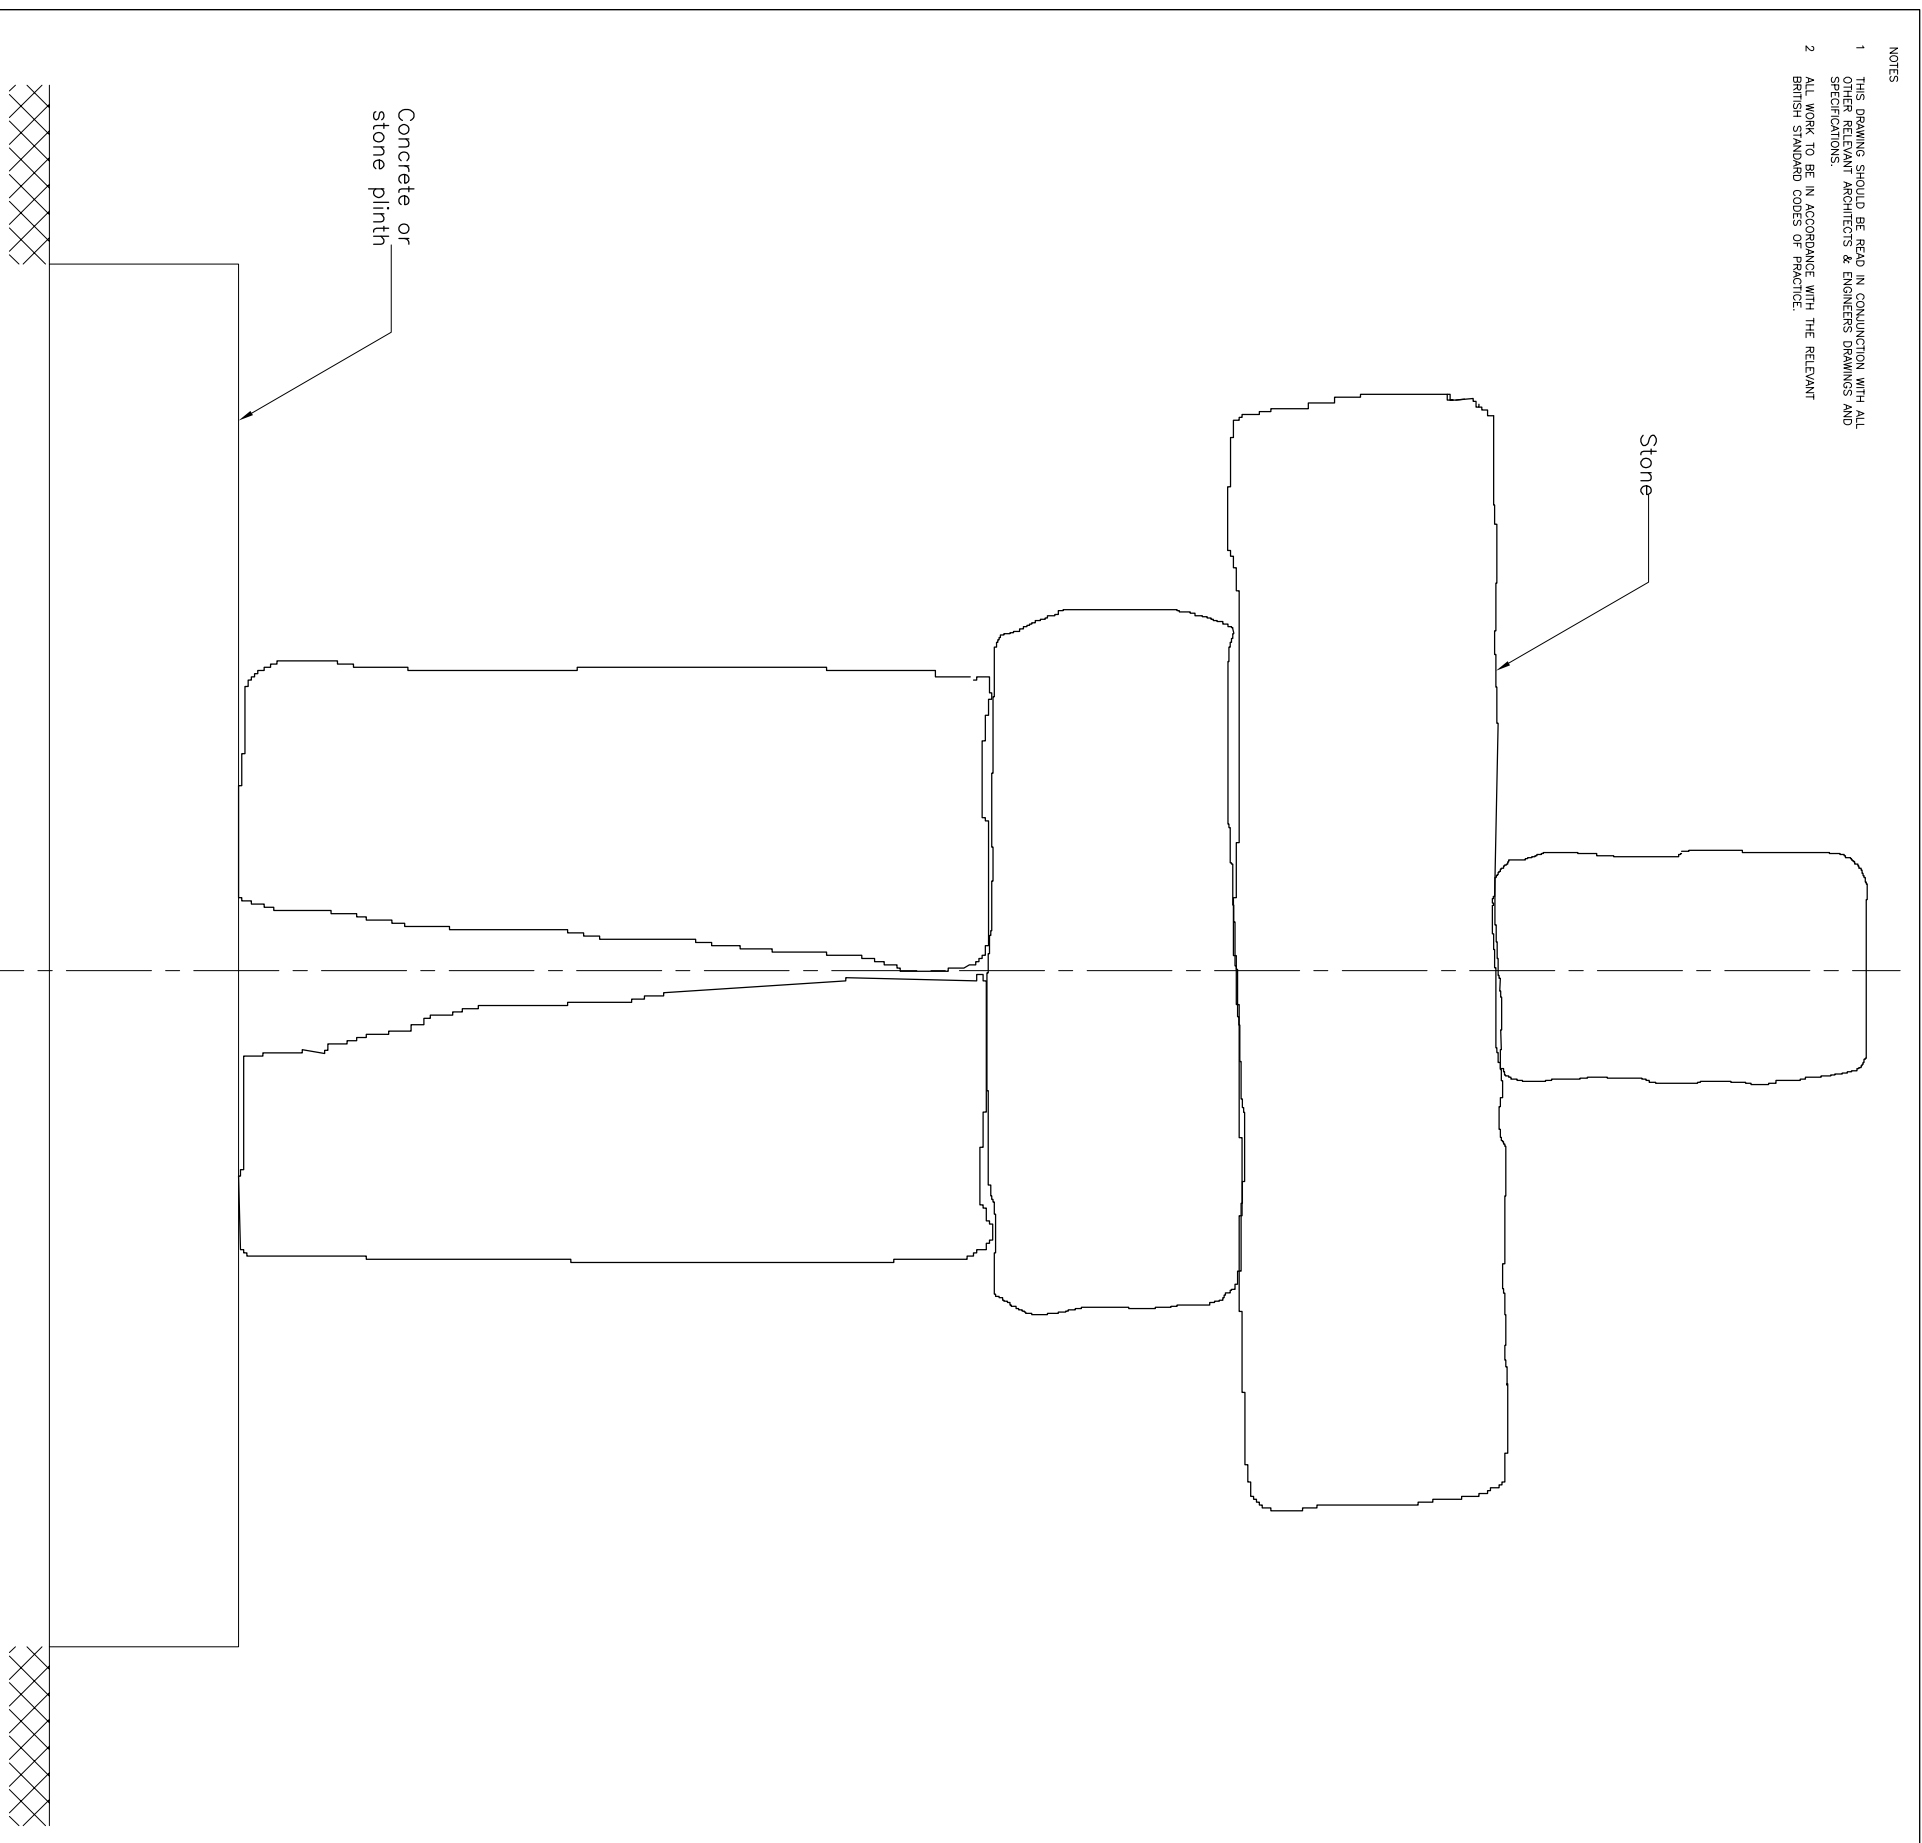 NOTES
1 THIS DRAWING SHOULD BE READ IN CONJUNCTION WITH ALL
OTHER RELEVANT ARCHITECTS & ENGINEERS DRAWINGS AND
SPECIFICATIONS.
2 ALL WORK TO BE IN ACCORDANCE WITH THE RELEVANT
BRITISH STANDARD CODES OF PRACTICE.
Stone
Concrete or
stone plinth